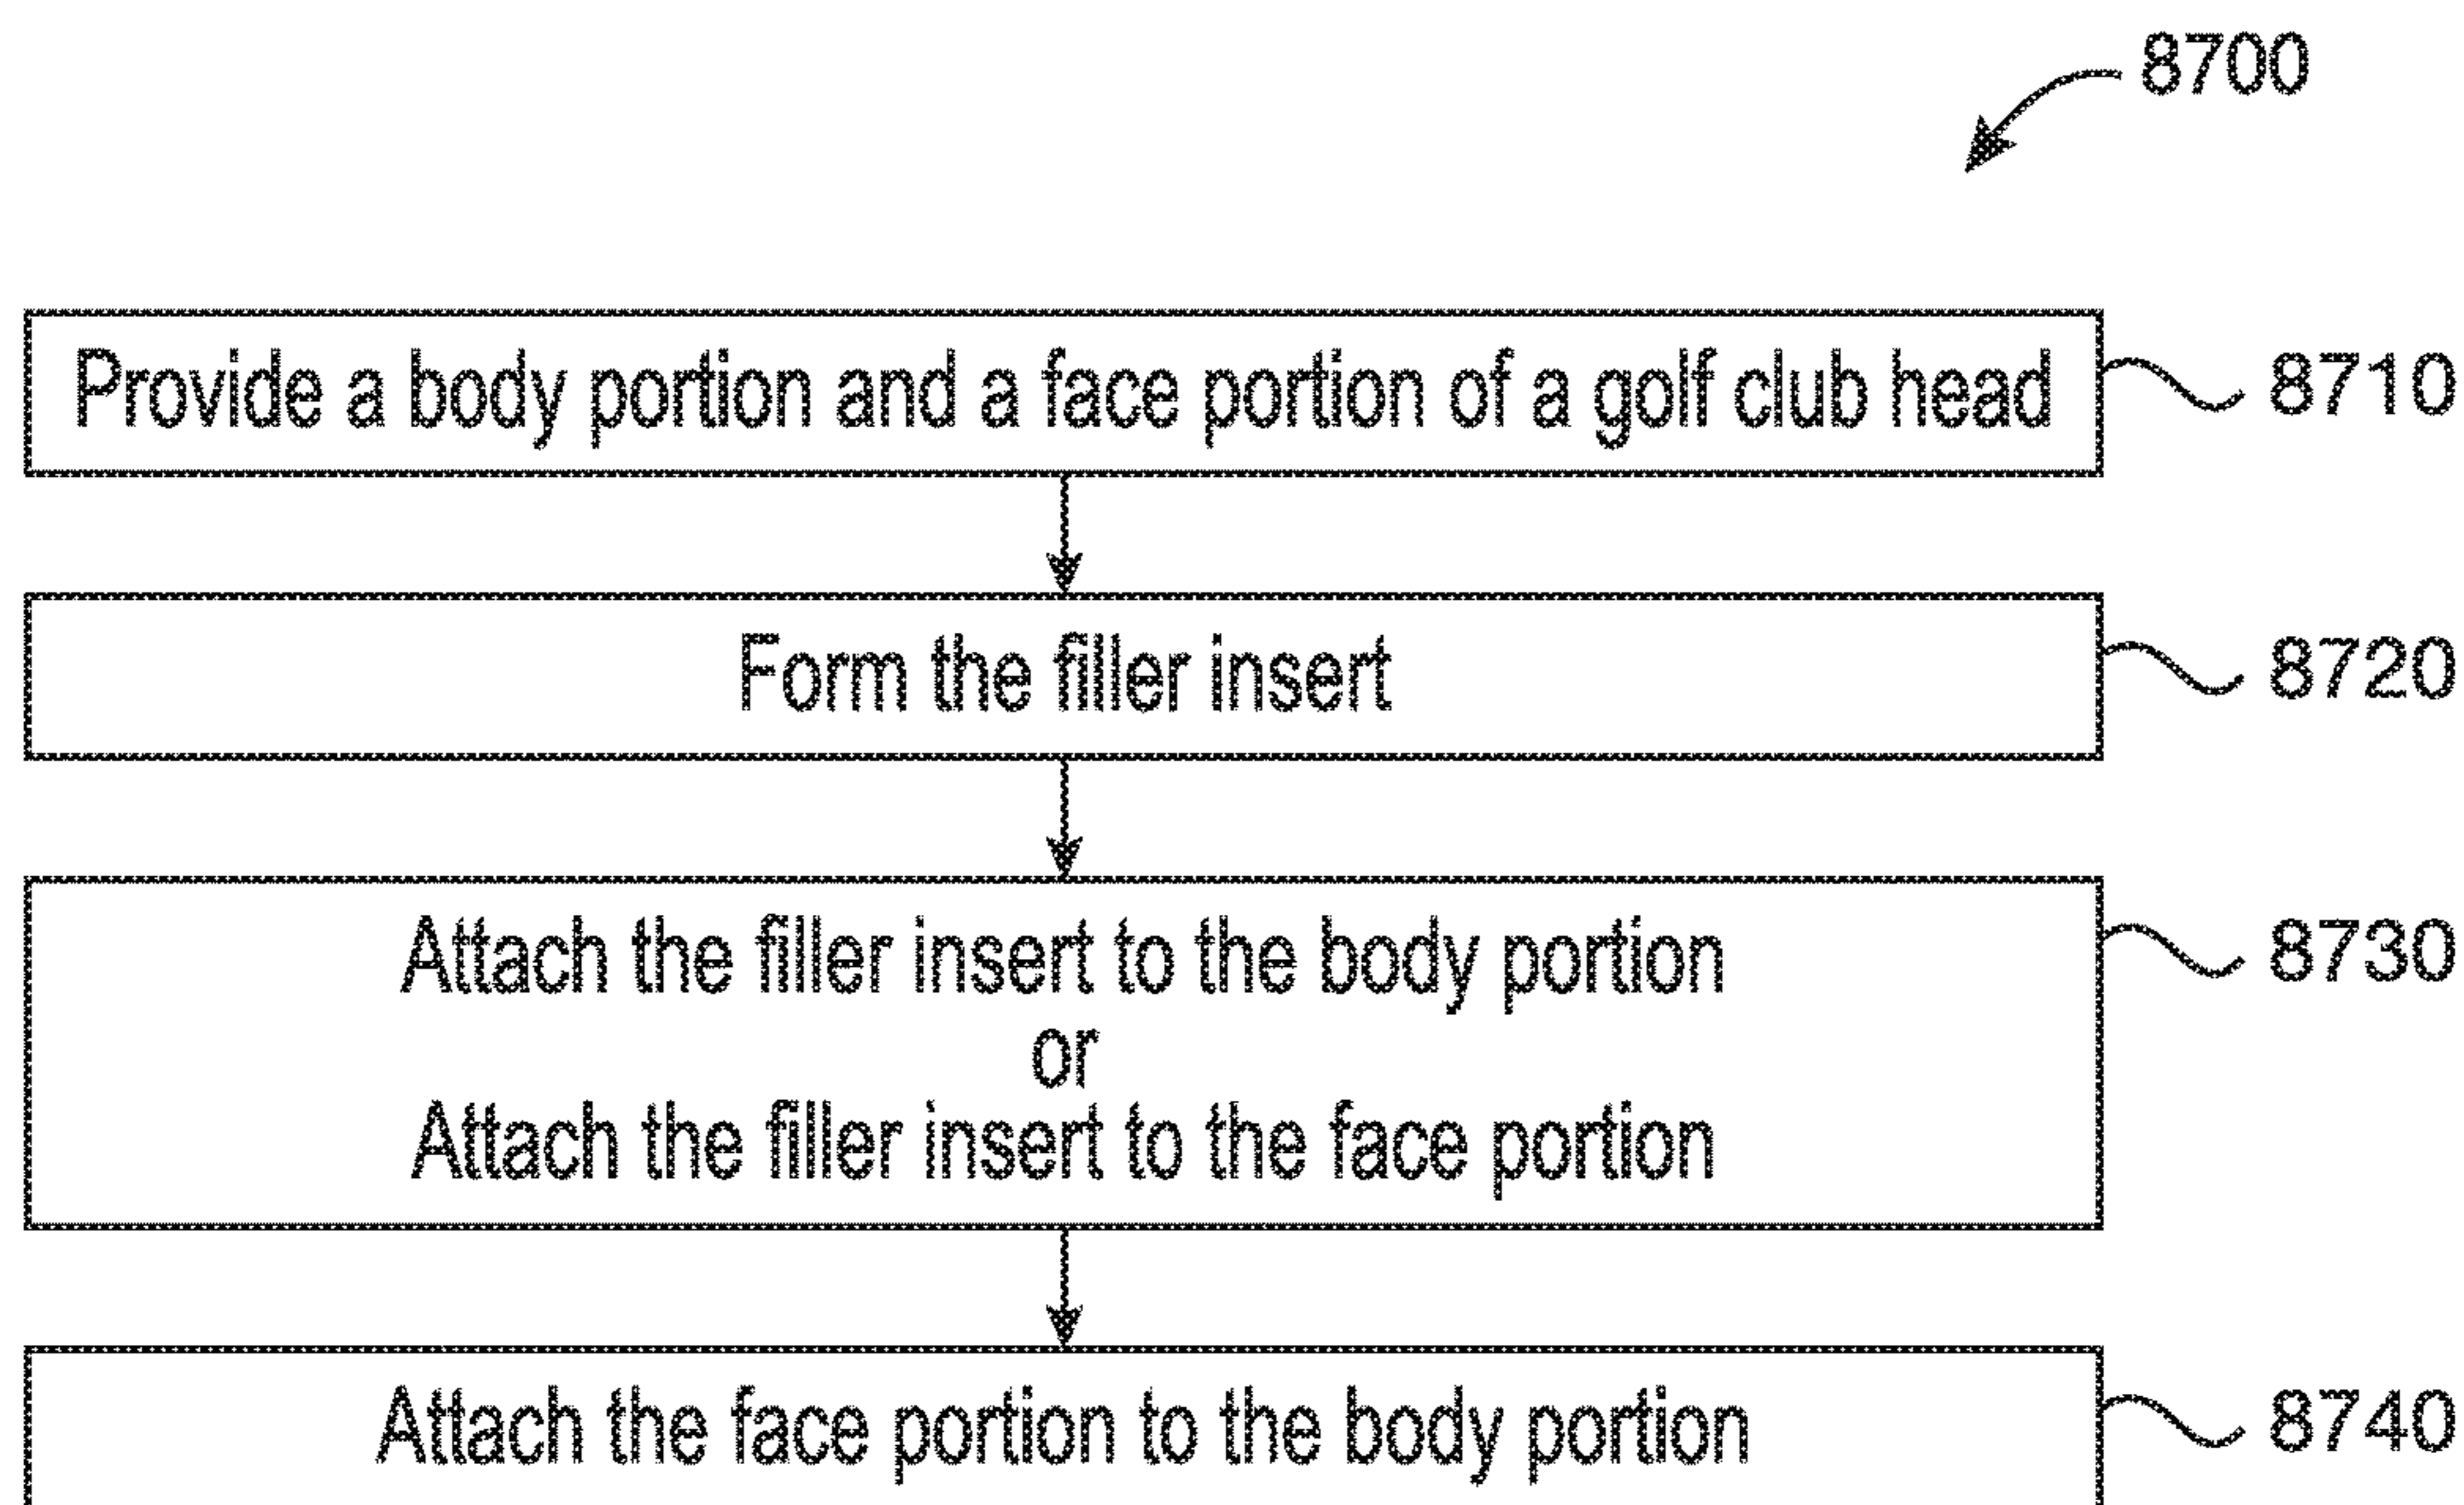 8700
Provide a body portion and a face portion of a golf club head
8710
Form the filler insert
8720
Attach the filler insert to the body portion
or
Attach the filler insert to the face portion
8730
Attach the face portion to the body portion
8740